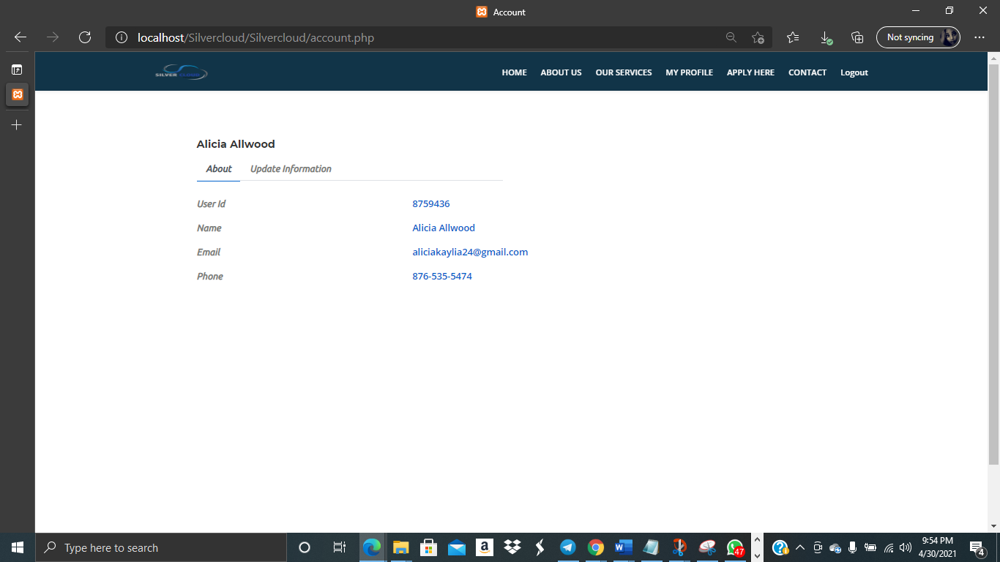 Account
localhost/Silvercloud/Silvercloud/account.php
Not syncing
SILVER CLOUD
HOME ABOUT US OUR SERVICES MY PROFILE APPLY HERE CONTACT Logout
Alicia Allwood
About Update Information
User Id 8759436
Name Alicia Allwood
Email aliciakaylia24@gmail.com
Phone 876-535-5474
Type here to search
a
W
47
9:54 PM
4/30/2021
4